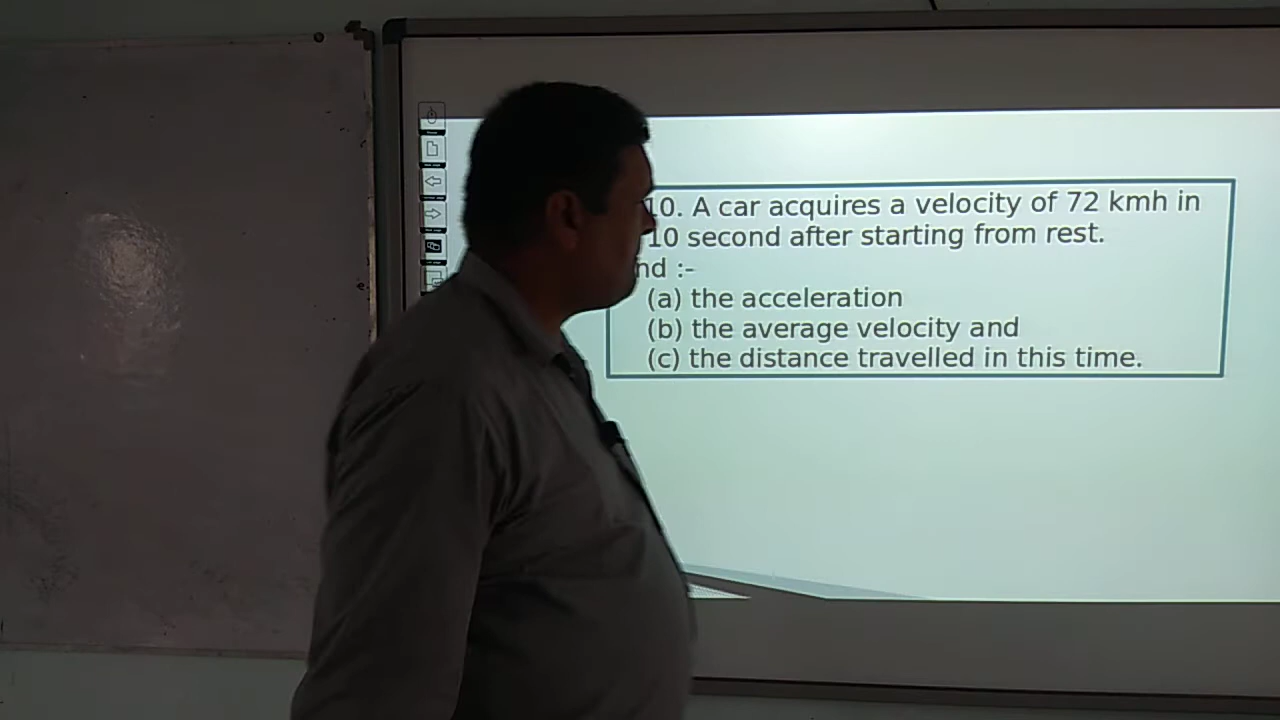 10. A car acquires a velocity of 72 kmh in
10 second after starting from rest.
nd :-
(a) the acceleration
(b) the average velocity and
(c) the distance travelled in this time.